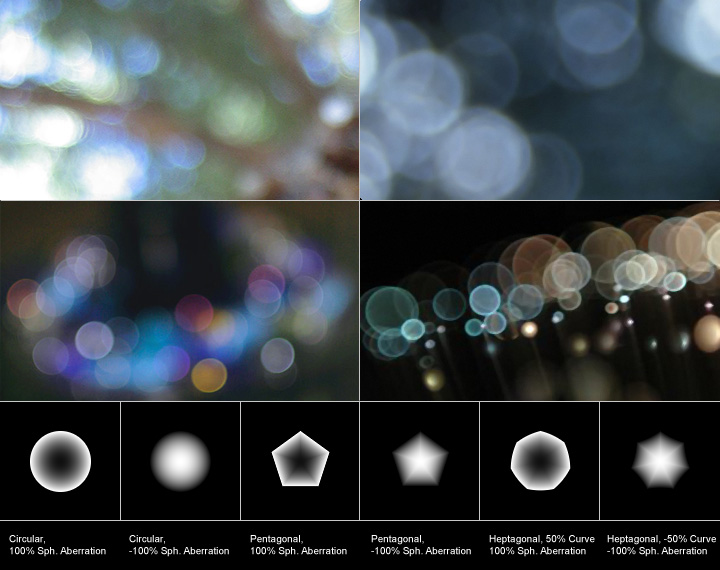 Circular,
100% Sph. Aberration
Circular,
-100% Sph. Aberration
Pentagonal,
100% Sph. Aberration
Pentagonal,
-100% Sph. Aberration
Heptagonal, 50% Curve
100% Sph. Aberration
Heptagonal, -50% Curve
-100% Sph. Aberration